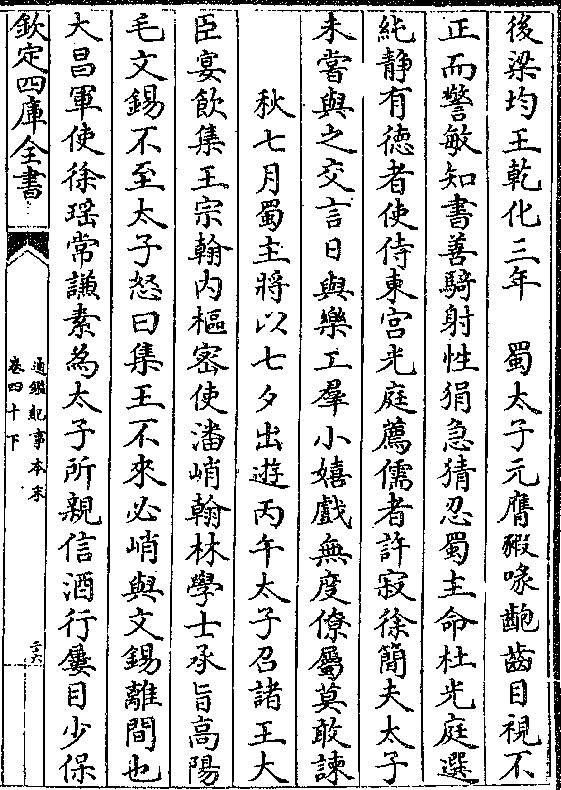 後梁均王乾化三年　蜀太子元膺豭喙齙齒目視不
正而警敏知書善騎射性狷急猜忍蜀主命杜光庭選
純静有德者使侍東宫光庭薦儒者許寂徐簡夫太子
未嘗與之交言日與樂工羣小嬉戲無度僚屬莫敢諫
秋七月蜀主將以七夕出遊丙午太子召諸王大
臣宴飲集王宗翰内樞密使潘峭翰林學士承旨高陽
毛文錫不至太子怒曰集王不來必峭與文錫離間也
大昌軍使徐瑶常謙素為太子所親信酒行屢目少保
欽定四庫全書
通鑑紀事本末
卷四十下
二六